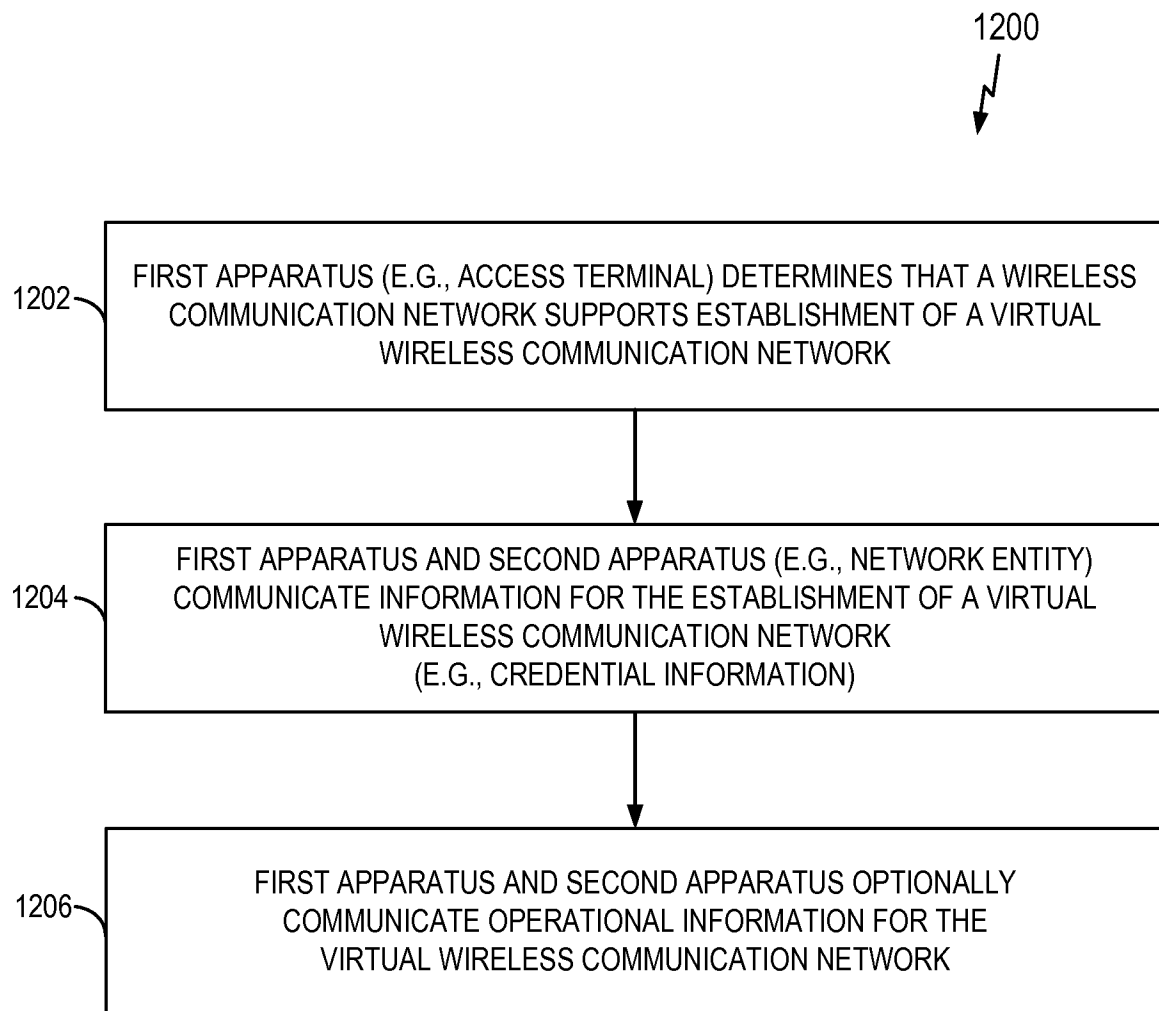 1200
1202
FIRST APPARATUS (E.G., ACCESS TERMINAL) DETERMINES THAT A WIRELESS
COMMUNICATION NETWORK SUPPORTS ESTABLISHMENT OF A VIRTUAL
WIRELESS COMMUNICATION NETWORK
1204
FIRST APPARATUS AND SECOND APPARATUS (E.G., NETWORK ENTITY)
COMMUNICATE INFORMATION FOR THE ESTABLISHMENT OF A VIRTUAL
WIRELESS COMMUNICATION NETWORK
(E.G., CREDENTIAL INFORMATION)
1206
FIRST APPARATUS AND SECOND APPARATUS OPTIONALLY
COMMUNICATE OPERATIONAL INFORMATION FOR THE
VIRTUAL WIRELESS COMMUNICATION NETWORK